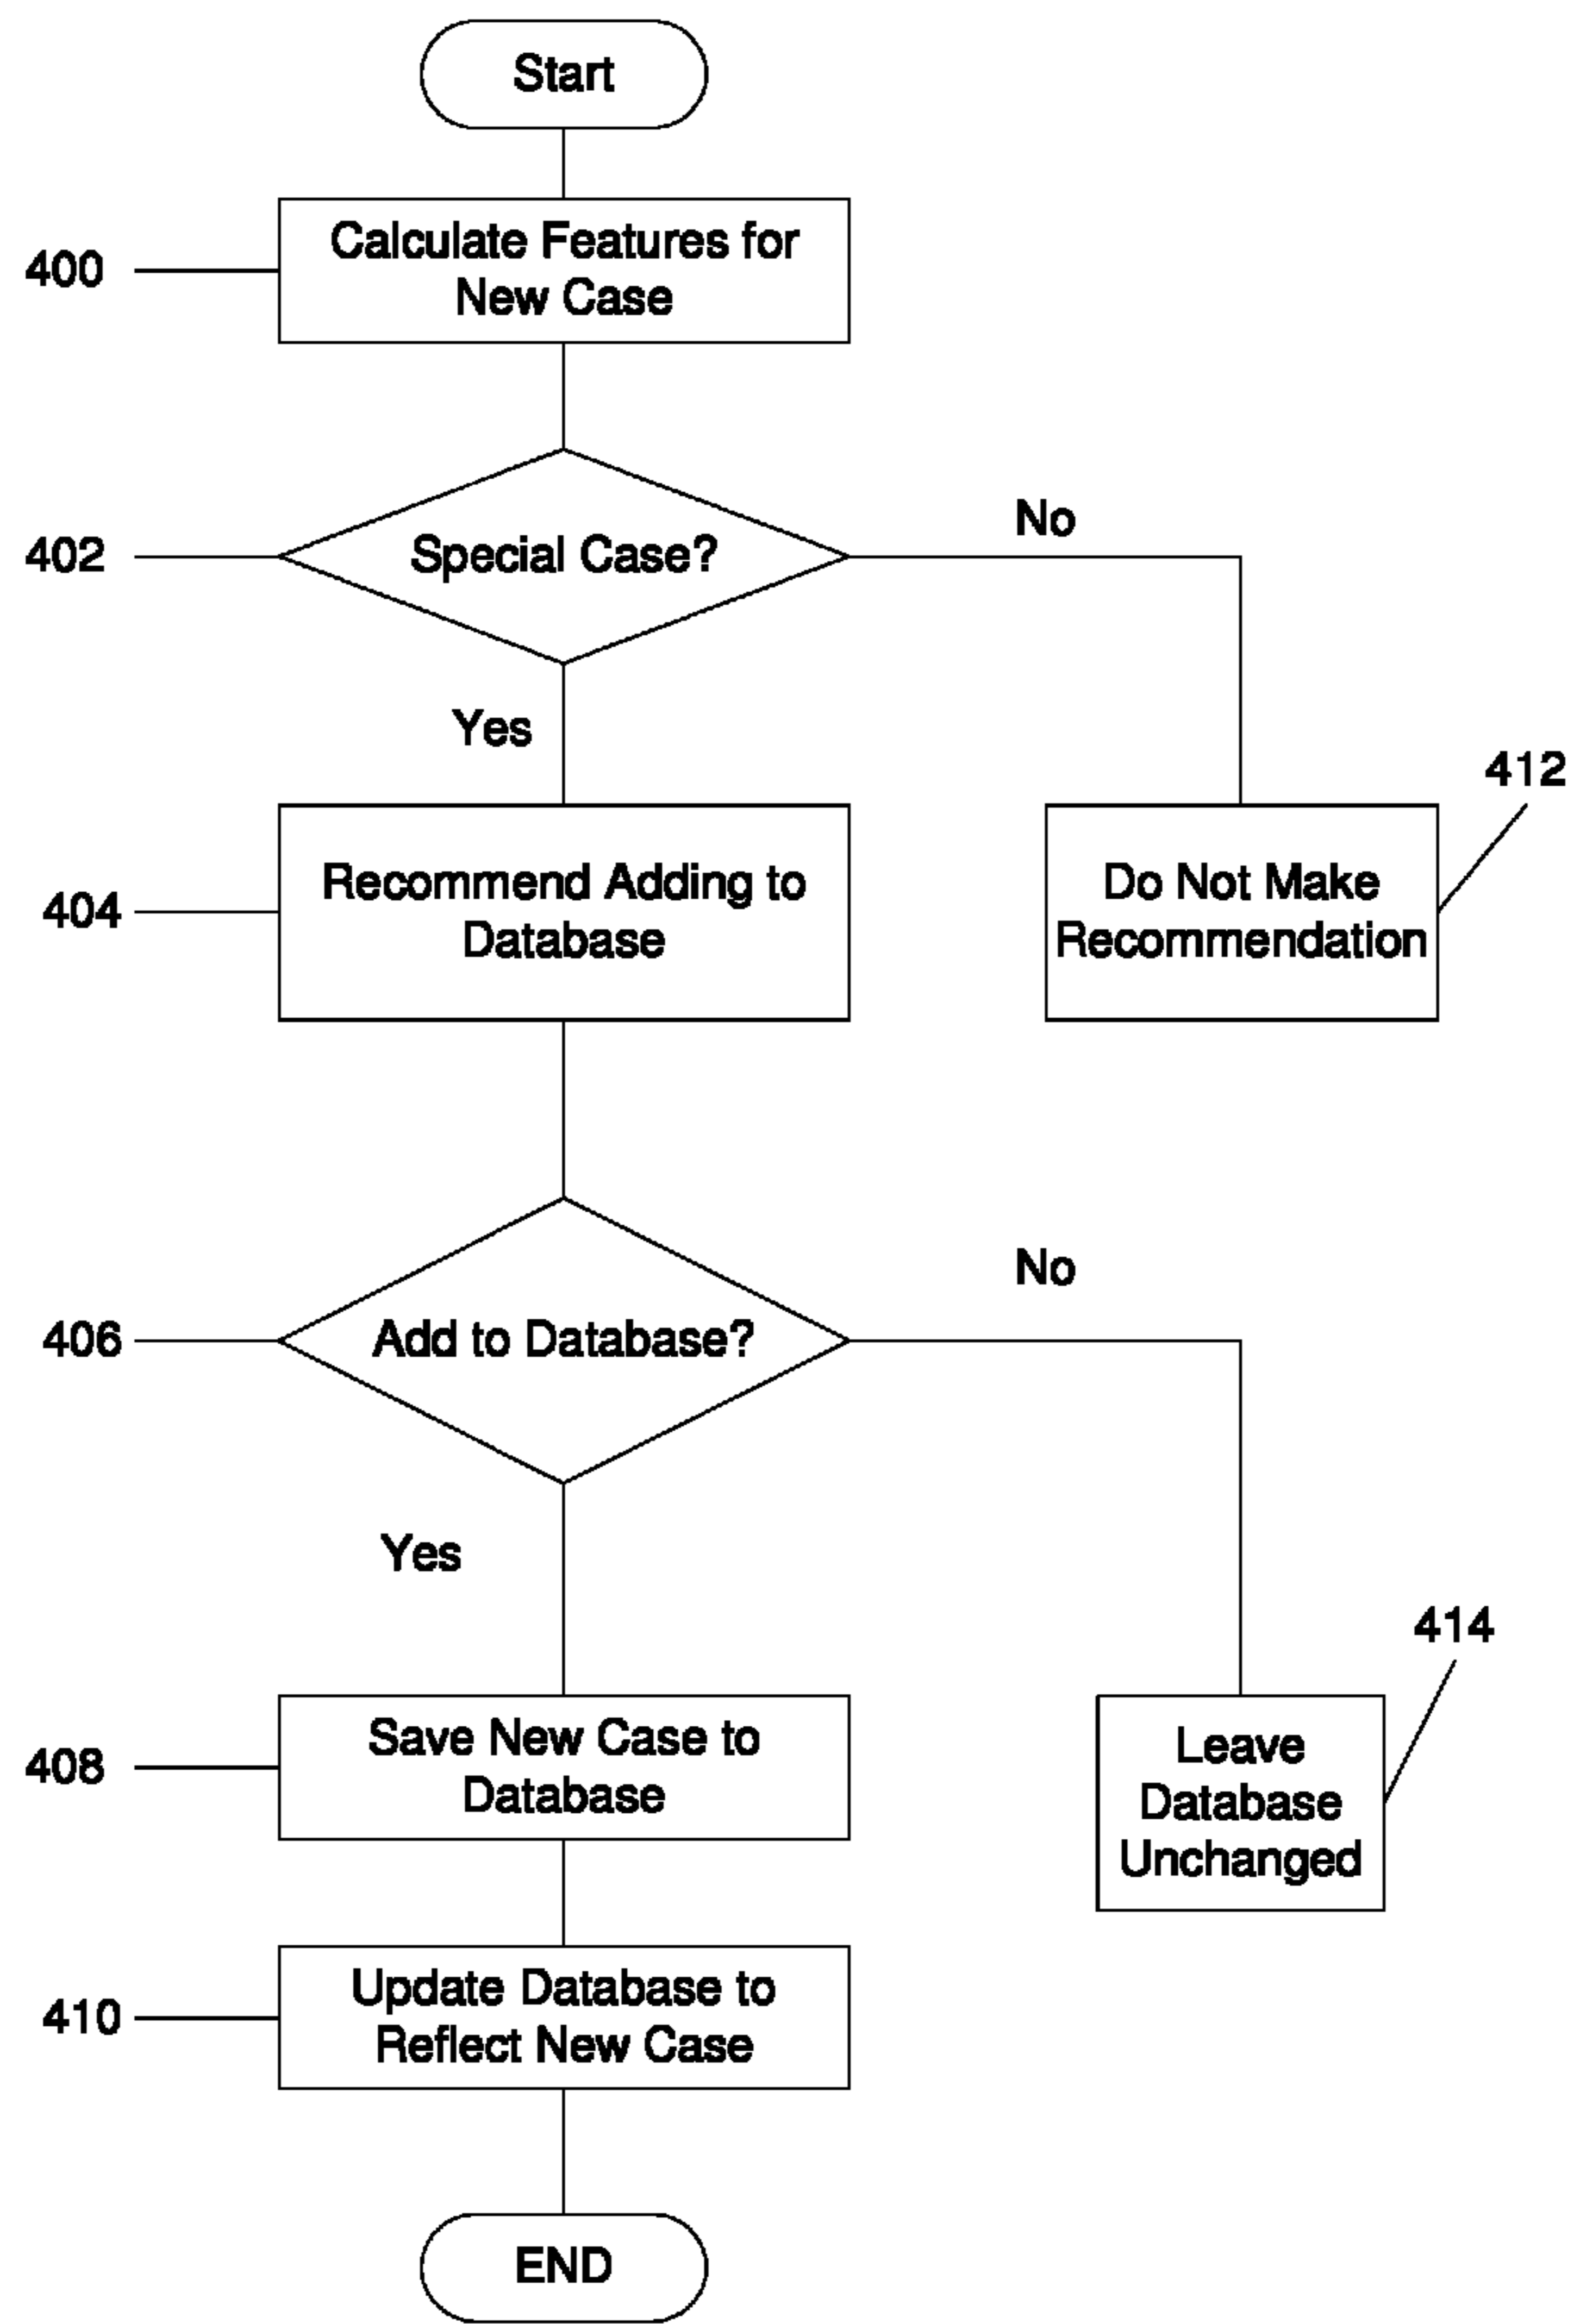 Start
400
Calculate Features for
New Case
402
Special Case?
No
Yes
412
404
Recommend Adding to
Database
Do Not Make
Recommendation
406
Add to Database?
No
Yes
414
408
Save New Case to
Database
Leave
Database
Unchanged
410
Update Database to
Reflect New Case
END